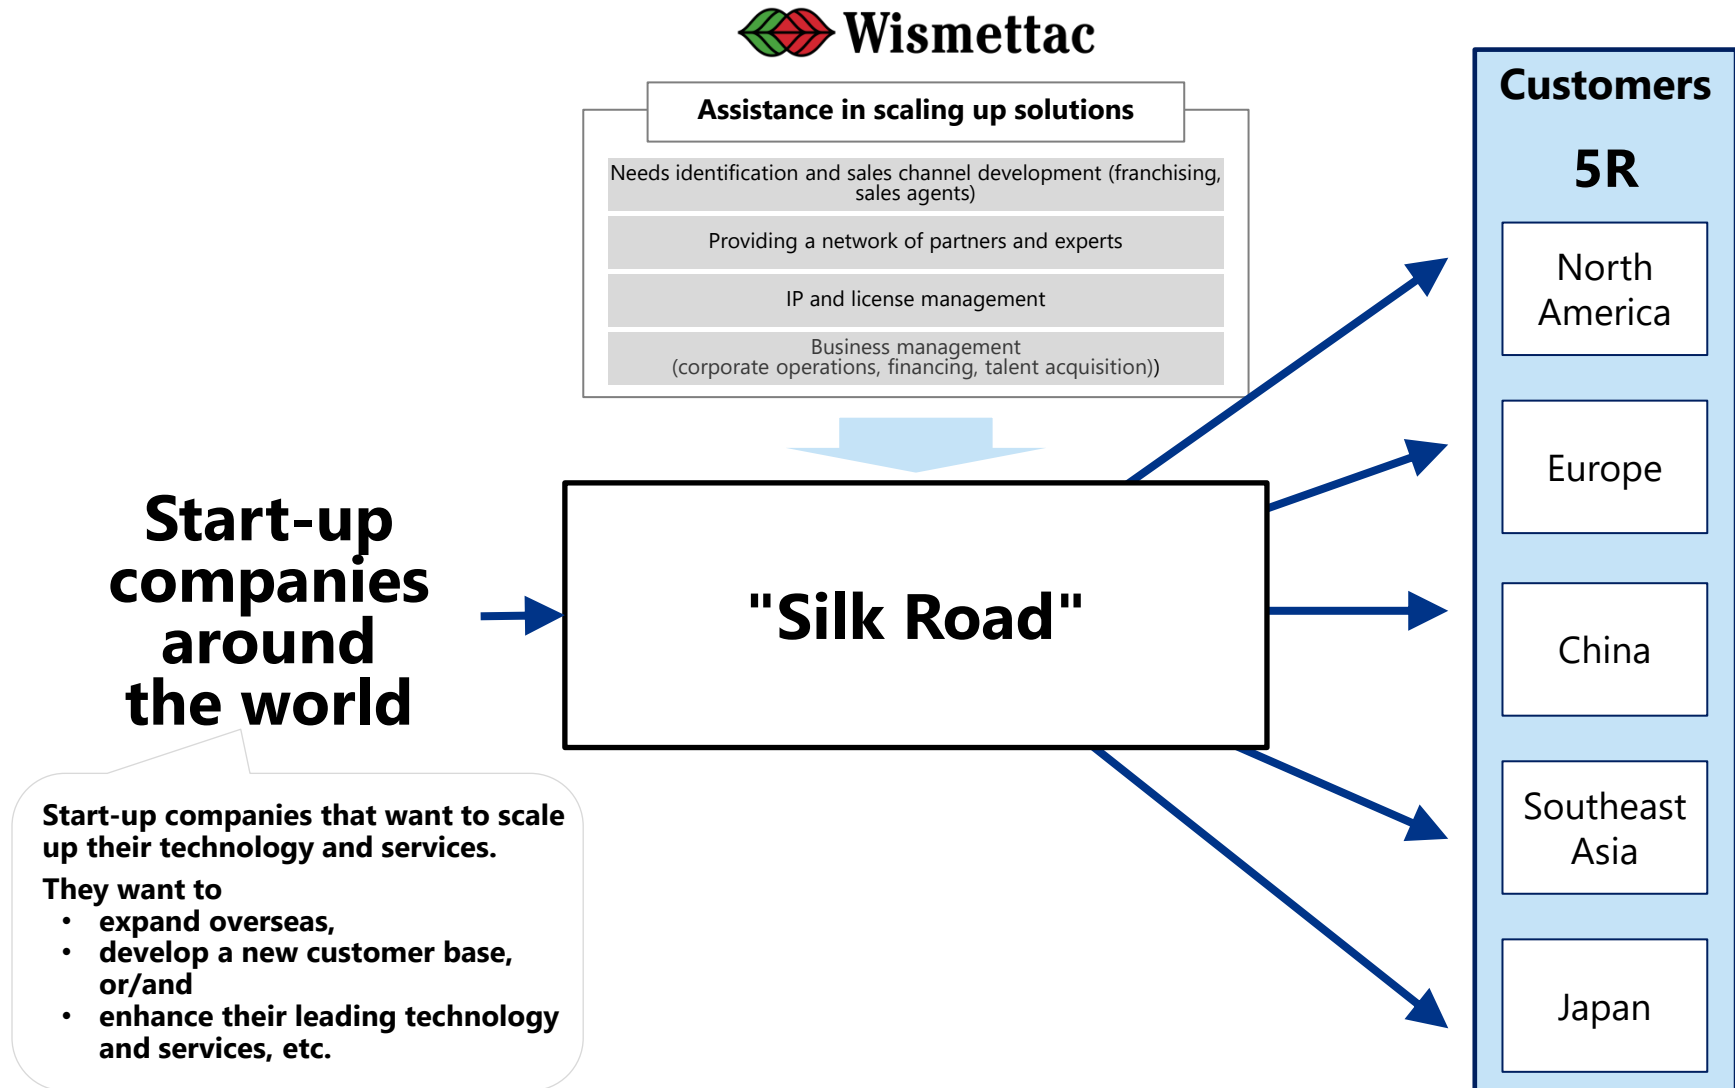 Wismettac
Assistance in scaling up solutions
Needs identification and sales channel development (franchising,
sales agents)
Providing a network of partners and experts
IP and license management
Business management
(corporate operations, financing, talent acquisition))
Start-up
companies
around
the world
Start-up companies that want to scale
up their technology and services.
They want to
• expand overseas,
• develop a new customer base,
or/and
• enhance their leading technology
and services, etc.
"Silk Road"
Customers
5R
North
America
Europe
China
Southeast
Asia
Japan